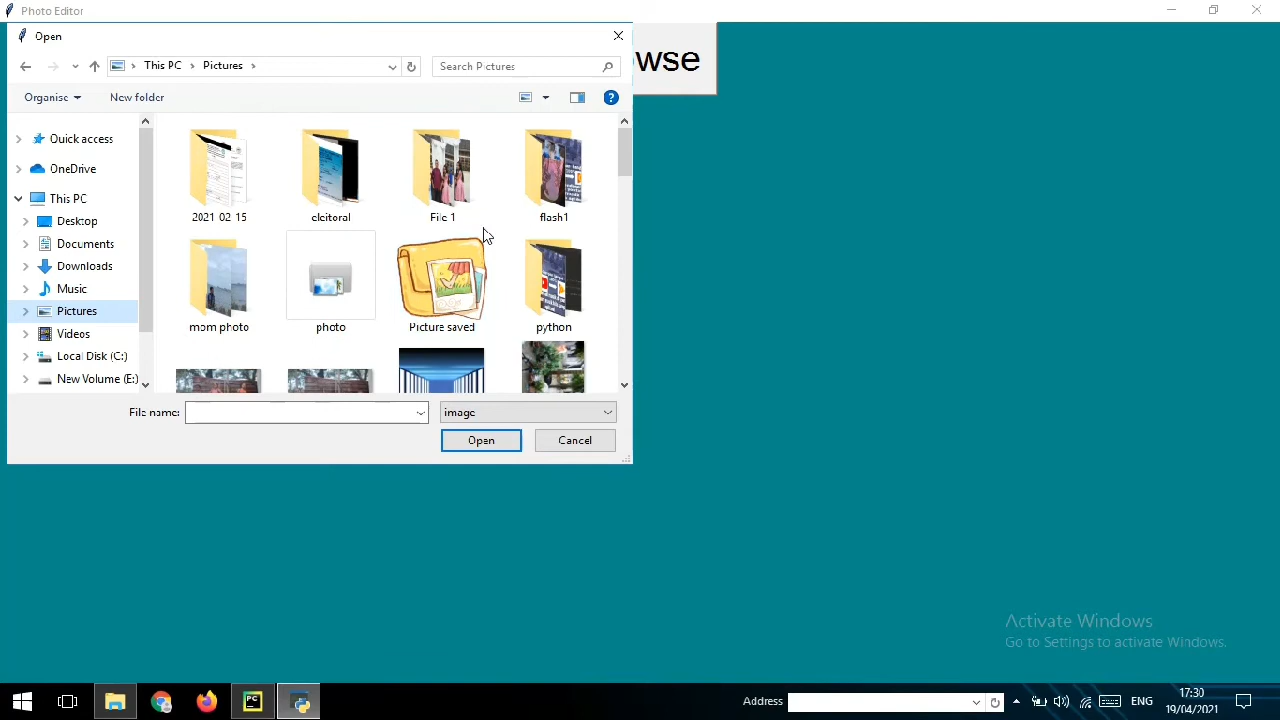 Photo Editor
Open
wse
This PC
Pictures
Search Pictures
Organise
New folder
Quick access
OneDrive
This PC
Desktop
Documents
Downloads
Music
Pictures
Videos
Local Disk (C:)
New Volume (E:)
2021-02-15
eleitoral
File 1
flash1
mom photo
photo
Picture saved
python
File name:
image
Open
Cancel
Activate Windows
Go to Settings to activate Windows.
Address
ENG
17:30
19/04/2021
PC